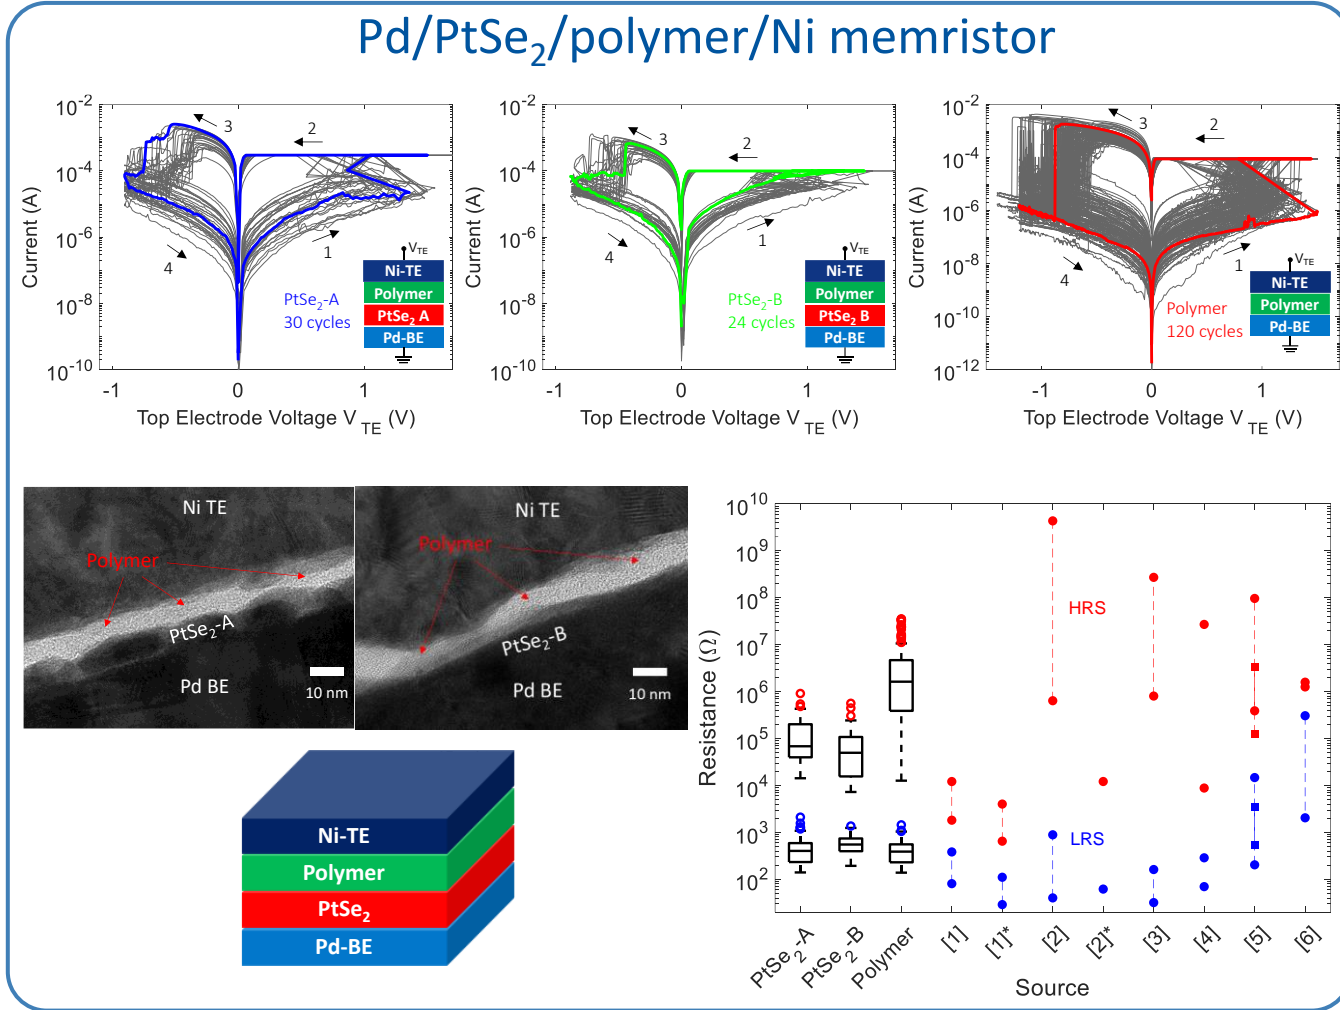 Pd/PtSe₂/polymer/Ni memristor
10⁻²
10⁻⁴
10⁻⁶
10⁻⁸
10⁻¹⁰
Current (A)
3
2
1
4
V_TE
Ni-TE
Polymer
PtSe₂ A
Pd-BE
PtSe₂-A
30 cycles
-1
0
1
Top Electrode Voltage V_TE (V)
10⁻²
10⁻⁴
10⁻⁶
10⁻⁸
10⁻¹⁰
Current (A)
3
2
1
4
V_TE
Ni-TE
Polymer
PtSe₂ B
Pd-BE
PtSe₂-B
24 cycles
-1
0
1
Top Electrode Voltage V_TE (V)
10⁻²
10⁻⁴
10⁻⁶
10⁻⁸
10⁻¹⁰
10⁻¹²
Current (A)
3
2
1
4
V_TE
Ni-TE
Polymer
Pd-BE
Polymer
120 cycles
-1
0
1
Top Electrode Voltage V_TE (V)
Ni TE
Polymer
PtSe₂-A
Pd BE
10 nm
Ni TE
Polymer
PtSe₂-B
Pd BE
10 nm
Ni-TE
Polymer
PtSe₂
Pd-BE
10¹⁰
10⁹
10⁸
10⁷
10⁶
10⁵
10⁴
10³
10²
Resistance (Ω)
HRS
LRS
PtSe₂-A
PtSe₂-B
Polymer
[1]
[1]*
[2]
[2]*
[3]
[4]
[5]
[6]
Source